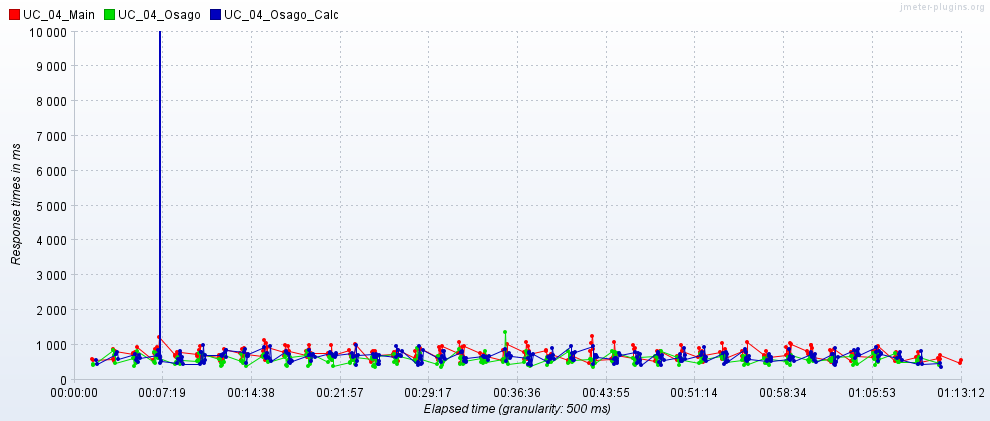 UC_04_Main UC_04_Osago UC_04_Osago_Calc
jmeter-plugins.org
10 000
9 000
8 000
7 000
6 000
5 000
4 000
3 000
2 000
1 000
0
Response times in ms
00:00:00 00:07:19 00:14:38 00:21:57 00:29:17 00:36:36 00:43:55 00:51:14 00:58:34 01:05:53 01:13:12
Elapsed time (granularity: 500 ms)